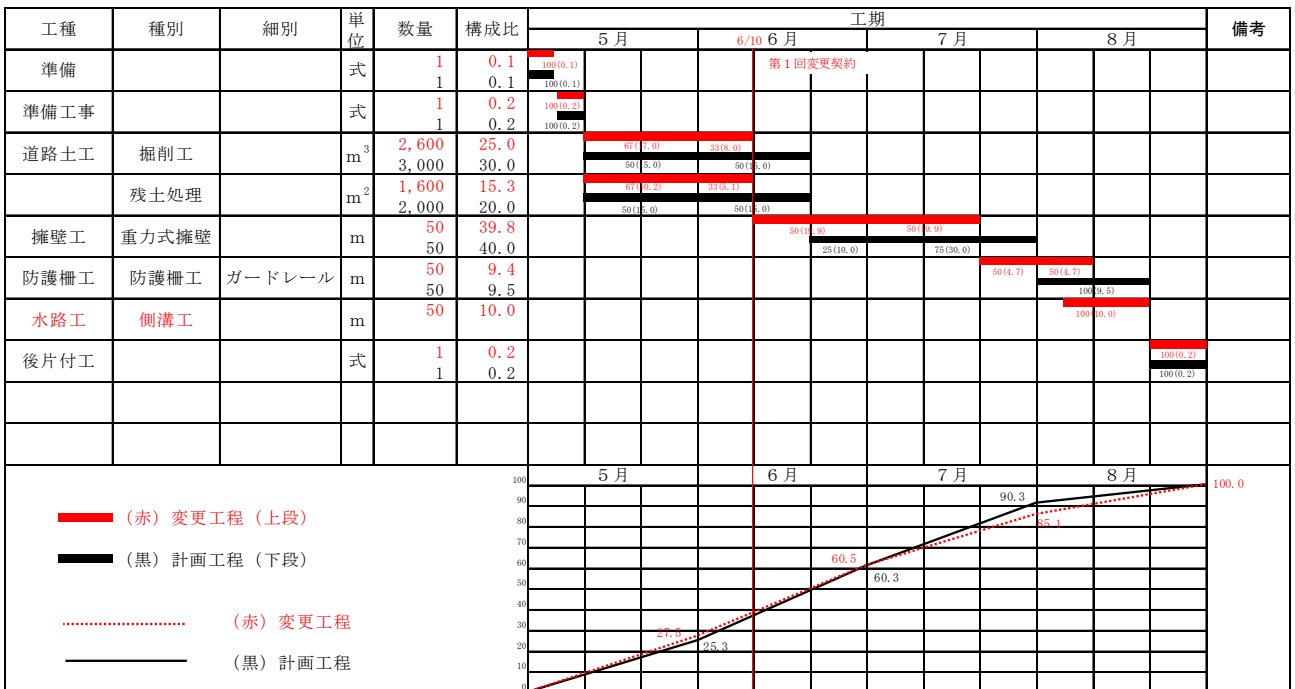 工種 種別 細別 単位 数量 構成比 工期 備考
5月 6/10 6月 7月 8月
準備 式 1 0.1 100(0.1) 第1回変更契約
1 0.1 100(0.1)
準備工事 式 1 0.2 100(0.2)
1 0.2 100(0.2)
道路土工 掘削工 m³ 2,600 25.0 67(17.0) 33(8.0)
3,000 30.0 50(15.0) 50(15.0)
残土処理 m² 1,600 15.3 67(10.2) 33(5.1)
2,000 20.0 50(15.0) 50(15.0)
擁壁工 重力式擁壁 m 50 39.8 50(19.9) 50(19.9)
50 40.0 25(10.0) 75(30.0)
防護柵工 防護柵工 ガードレール m 50 9.4 50(4.7) 50(4.7)
50 9.5 100(9.5)
水路工 側溝工 m 50 10.0 100(10.0)
後片付工 式 1 0.2 100(0.2)
1 0.2 100(0.2)
5月 6月 7月 8月
100 100.0
90 90.3
(赤)変更工程(上段)
80 85.1
70
(黒)計画工程(下段)
60 60.5
60.3
50
40
(赤)変更工程
30 27.5
20 25.3
(黒)計画工程
10
0